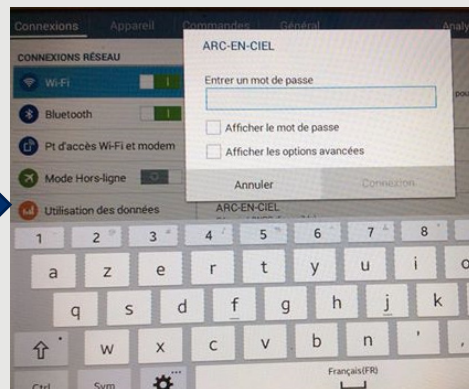 Connexions Appareil Commandes Général Analy
CONNEXIONS RÉSEAU
Wi-Fi
Bluetooth
Pt d'accès Wi-Fi et modem
Mode Hors-ligne
Utilisation des données
ARC-EN-CIEL
Entrer un mot de passe
Afficher le mot de passe
Afficher les options avancées
Annuler Connexion
pou
ARC-EN-CIEL
1 2 3 4 5 6 7 8
a z e r t y u i o
q s d f g h j k
w x c v b n ' ,
Ctrl Sym Français(FR)